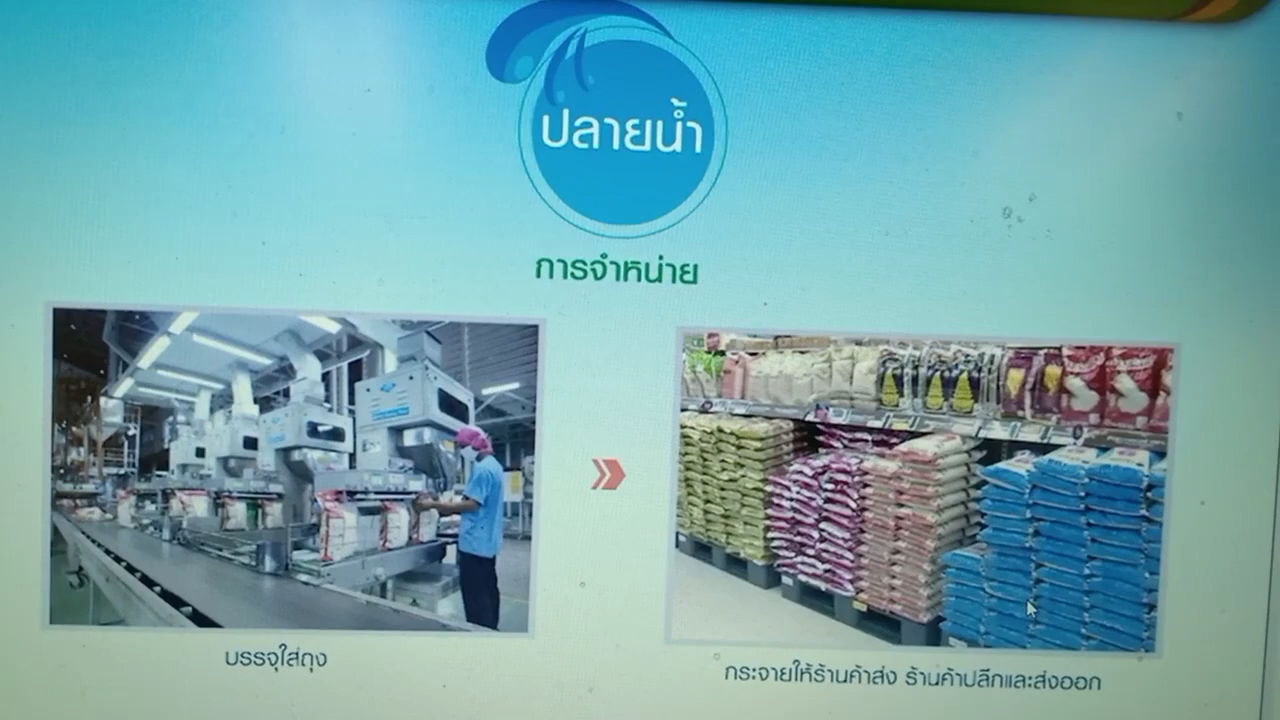 ปลายน้ำ
การจำหน่าย
บรรจุใส่ถุง
กระจายให้ร้านค้าส่ง ร้านค้าปลีกและส่งออก